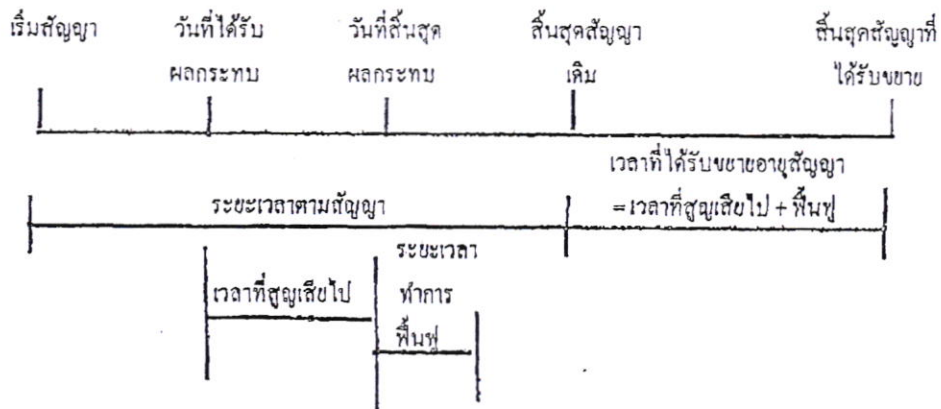 เริ่มสัญญา วันที่ได้รับ วันที่สิ้นสุด สิ้นสุดสัญญา สิ้นสุดสัญญาที่
ผลกระทบ ผลกระทบ เดิม ได้รับขยาย
เวลาที่ได้รับขยายอายุสัญญา
ระยะเวลาตามสัญญา =เวลาที่สูญเสียไป + ฟื้นฟู
ระยะเวลา
เวลาที่สูญเสียไป ทำการ
ฟื้นฟู